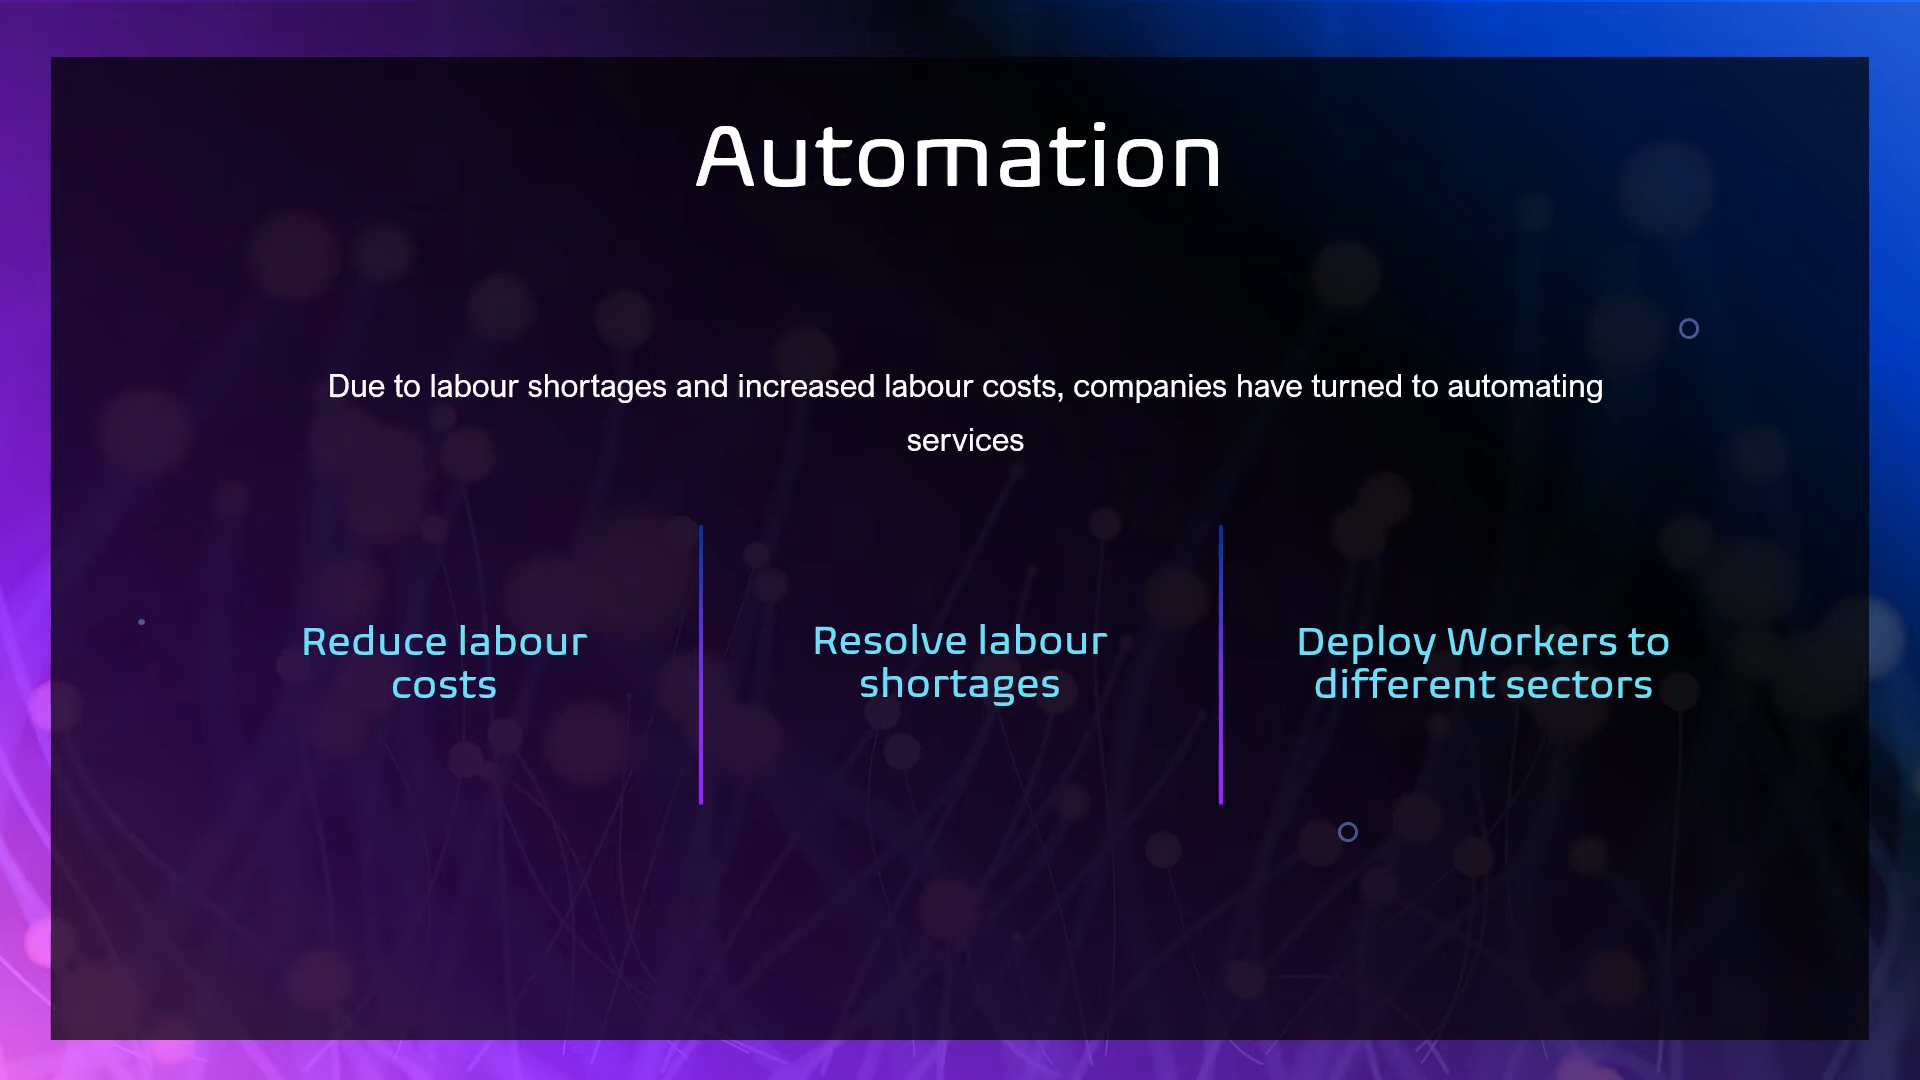 Automation
Due to labour shortages and increased labour costs, companies have turned to automating
services
Reduce labour
costs
Resolve labour
shortages
Deploy Workers to
different sectors